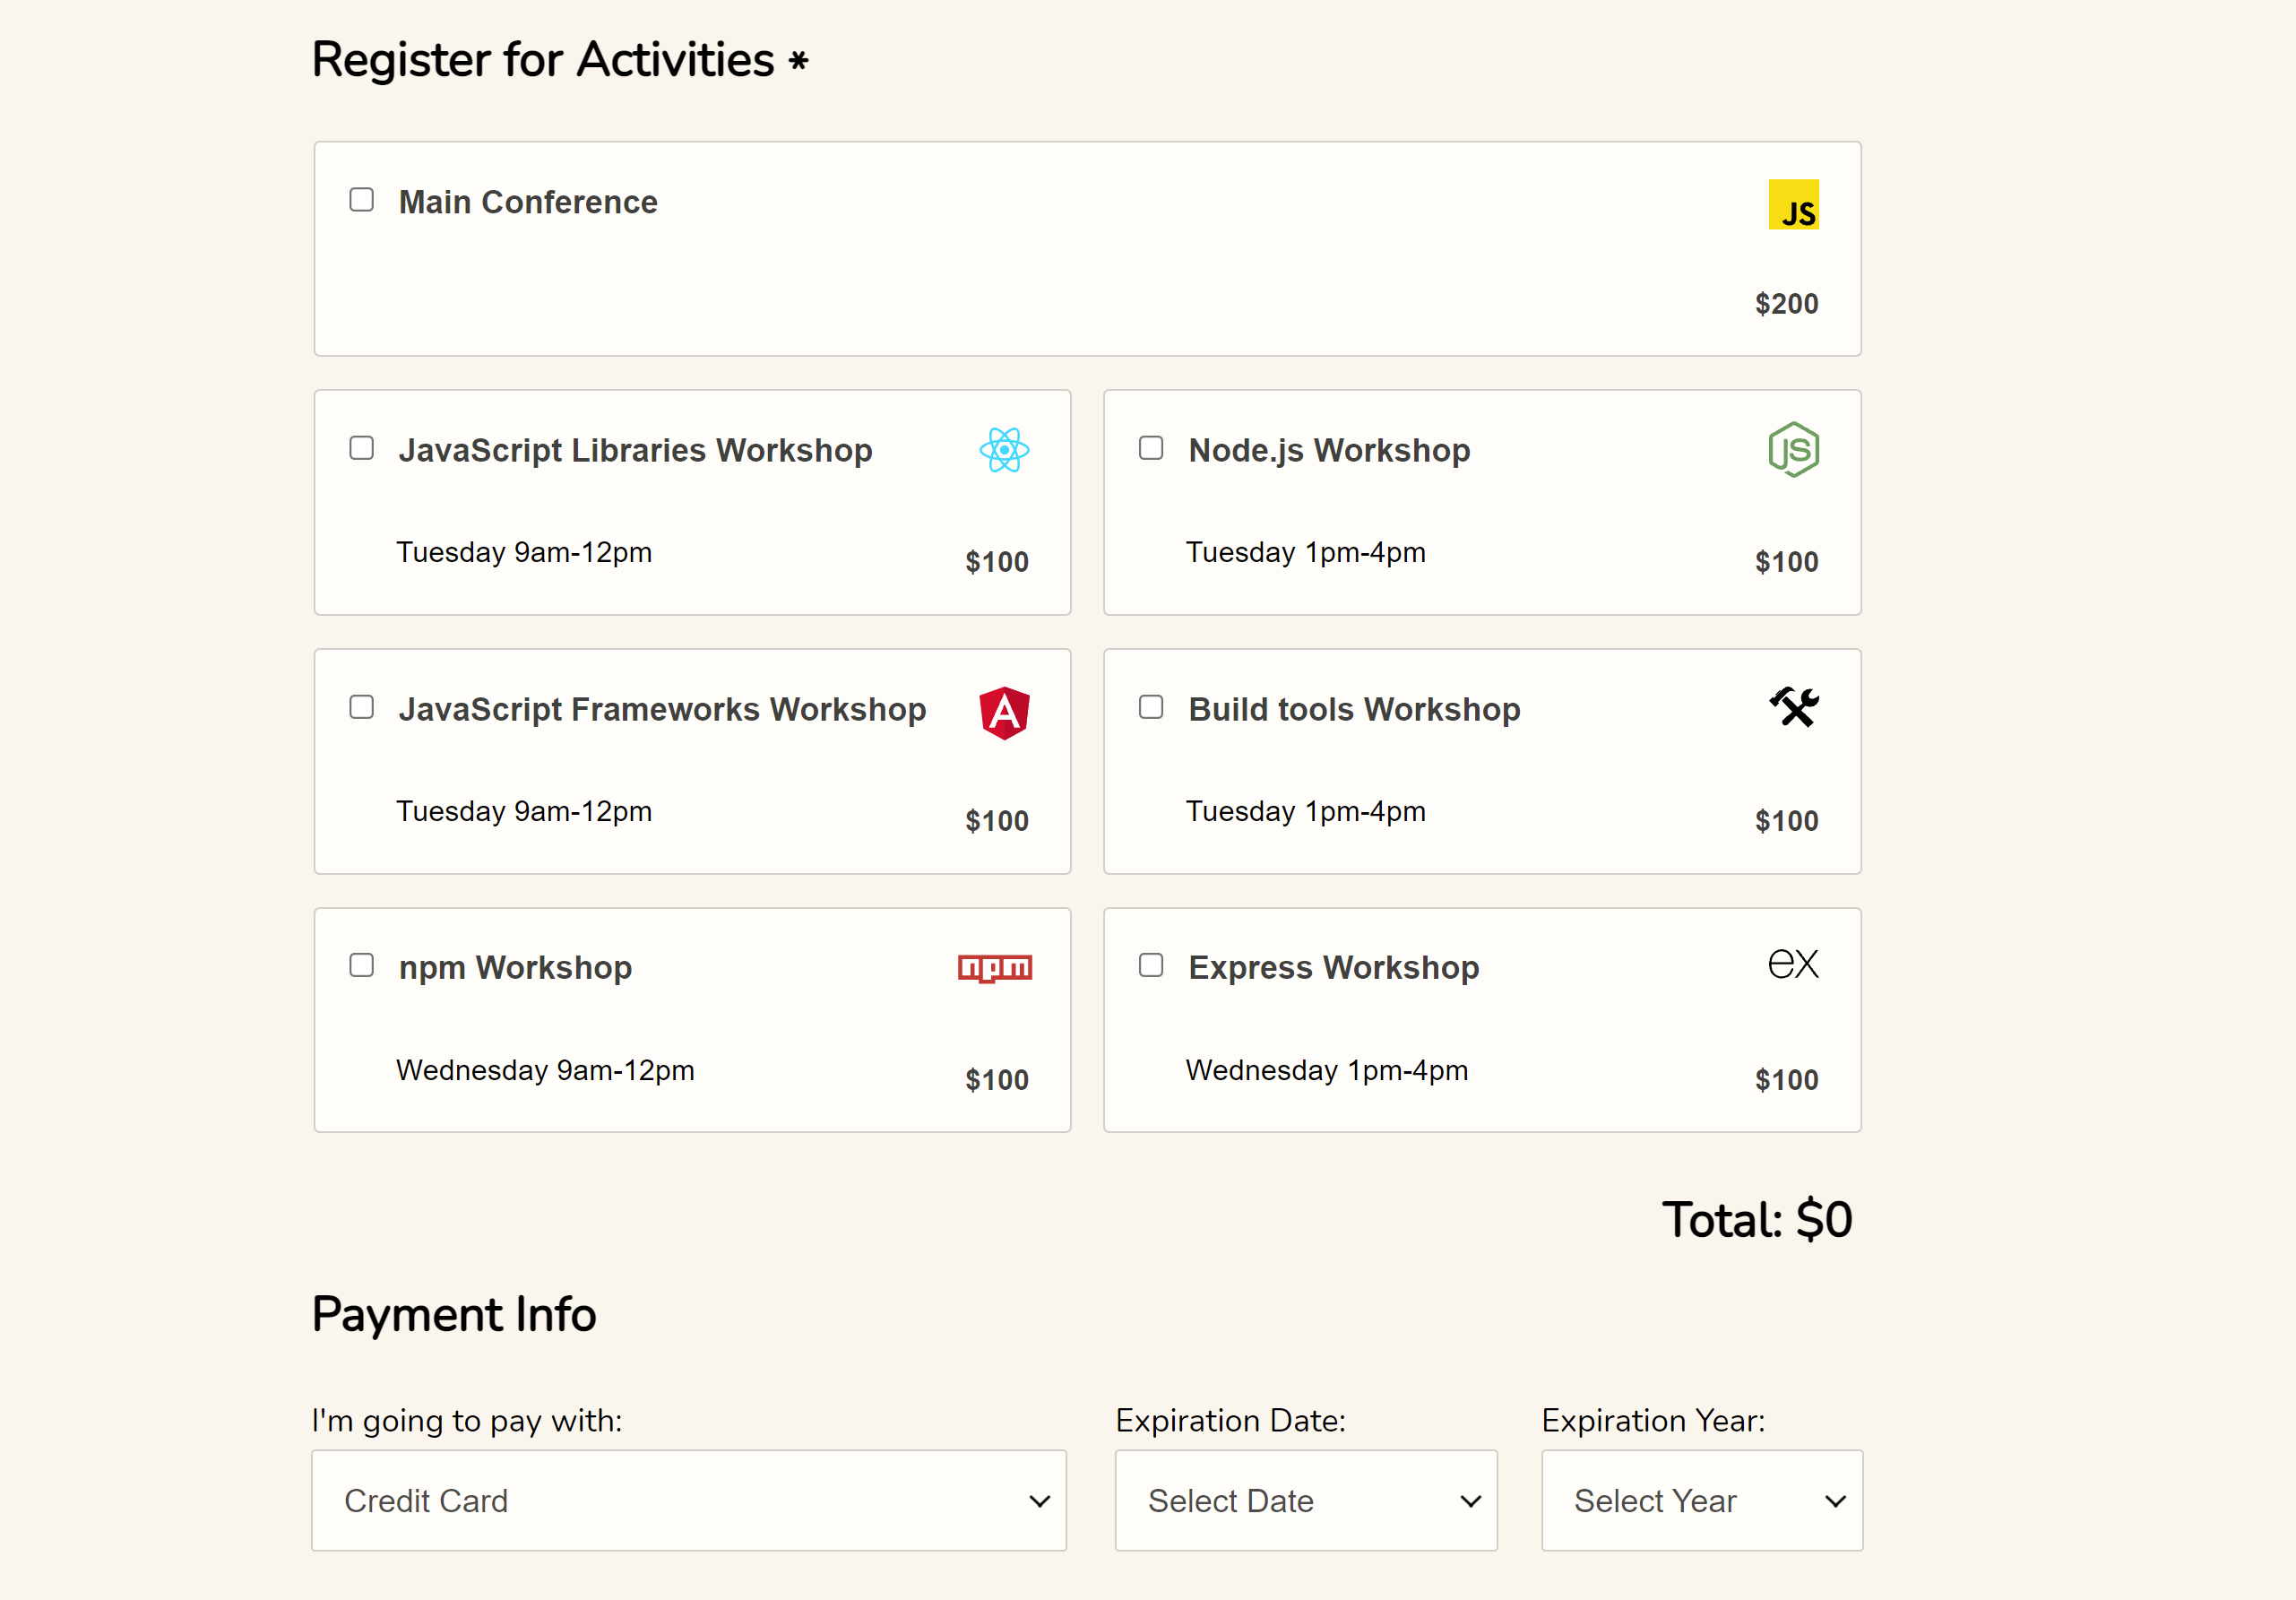 Register for Activities *
Main Conference
JS
$200
JavaScript Libraries Workshop
Tuesday 9am-12pm
$100
Node.js Workshop
JS
Tuesday 1pm-4pm
$100
JavaScript Frameworks Workshop
A
Tuesday 9am-12pm
$100
Build tools Workshop
Tuesday 1pm-4pm
$100
npm Workshop
npm
Wednesday 9am-12pm
$100
Express Workshop
ex
Wednesday 1pm-4pm
$100
Total: $0
Payment Info
I'm going to pay with:
Credit Card
Expiration Date:
Select Date
Expiration Year:
Select Year